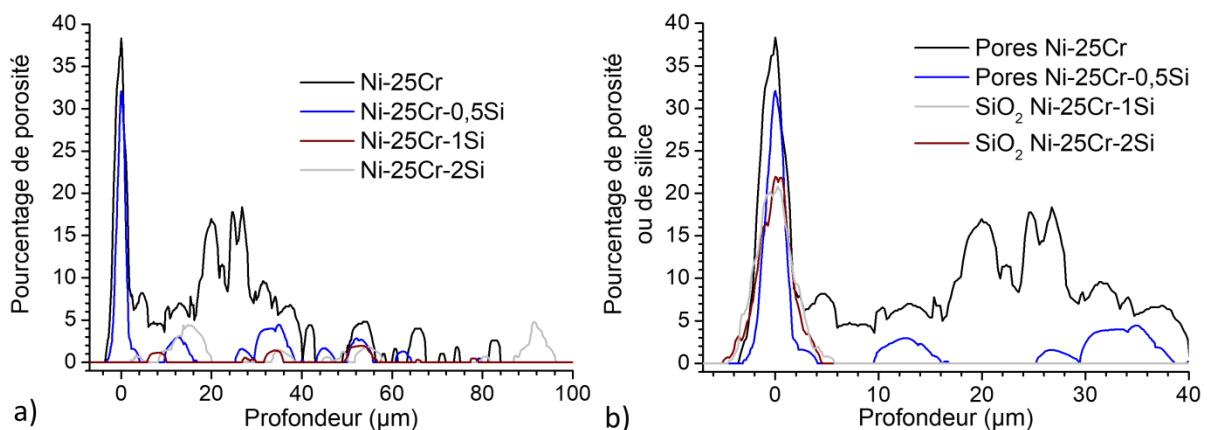 Pourcentage de porosité
40
35
30
25
20
15
10
5
0
Ni-25Cr
Ni-25Cr-0,5Si
Ni-25Cr-1Si
Ni-25Cr-2Si
0 20 40 60 80 100
Profondeur (µm)
a)
Pourcentage de porosité
ou de silice
40
35
30
25
20
15
10
5
0
Pores Ni-25Cr
Pores Ni-25Cr-0,5Si
SiO₂ Ni-25Cr-1Si
SiO₂ Ni-25Cr-2Si
0 10 20 30 40
Profondeur (µm)
b)